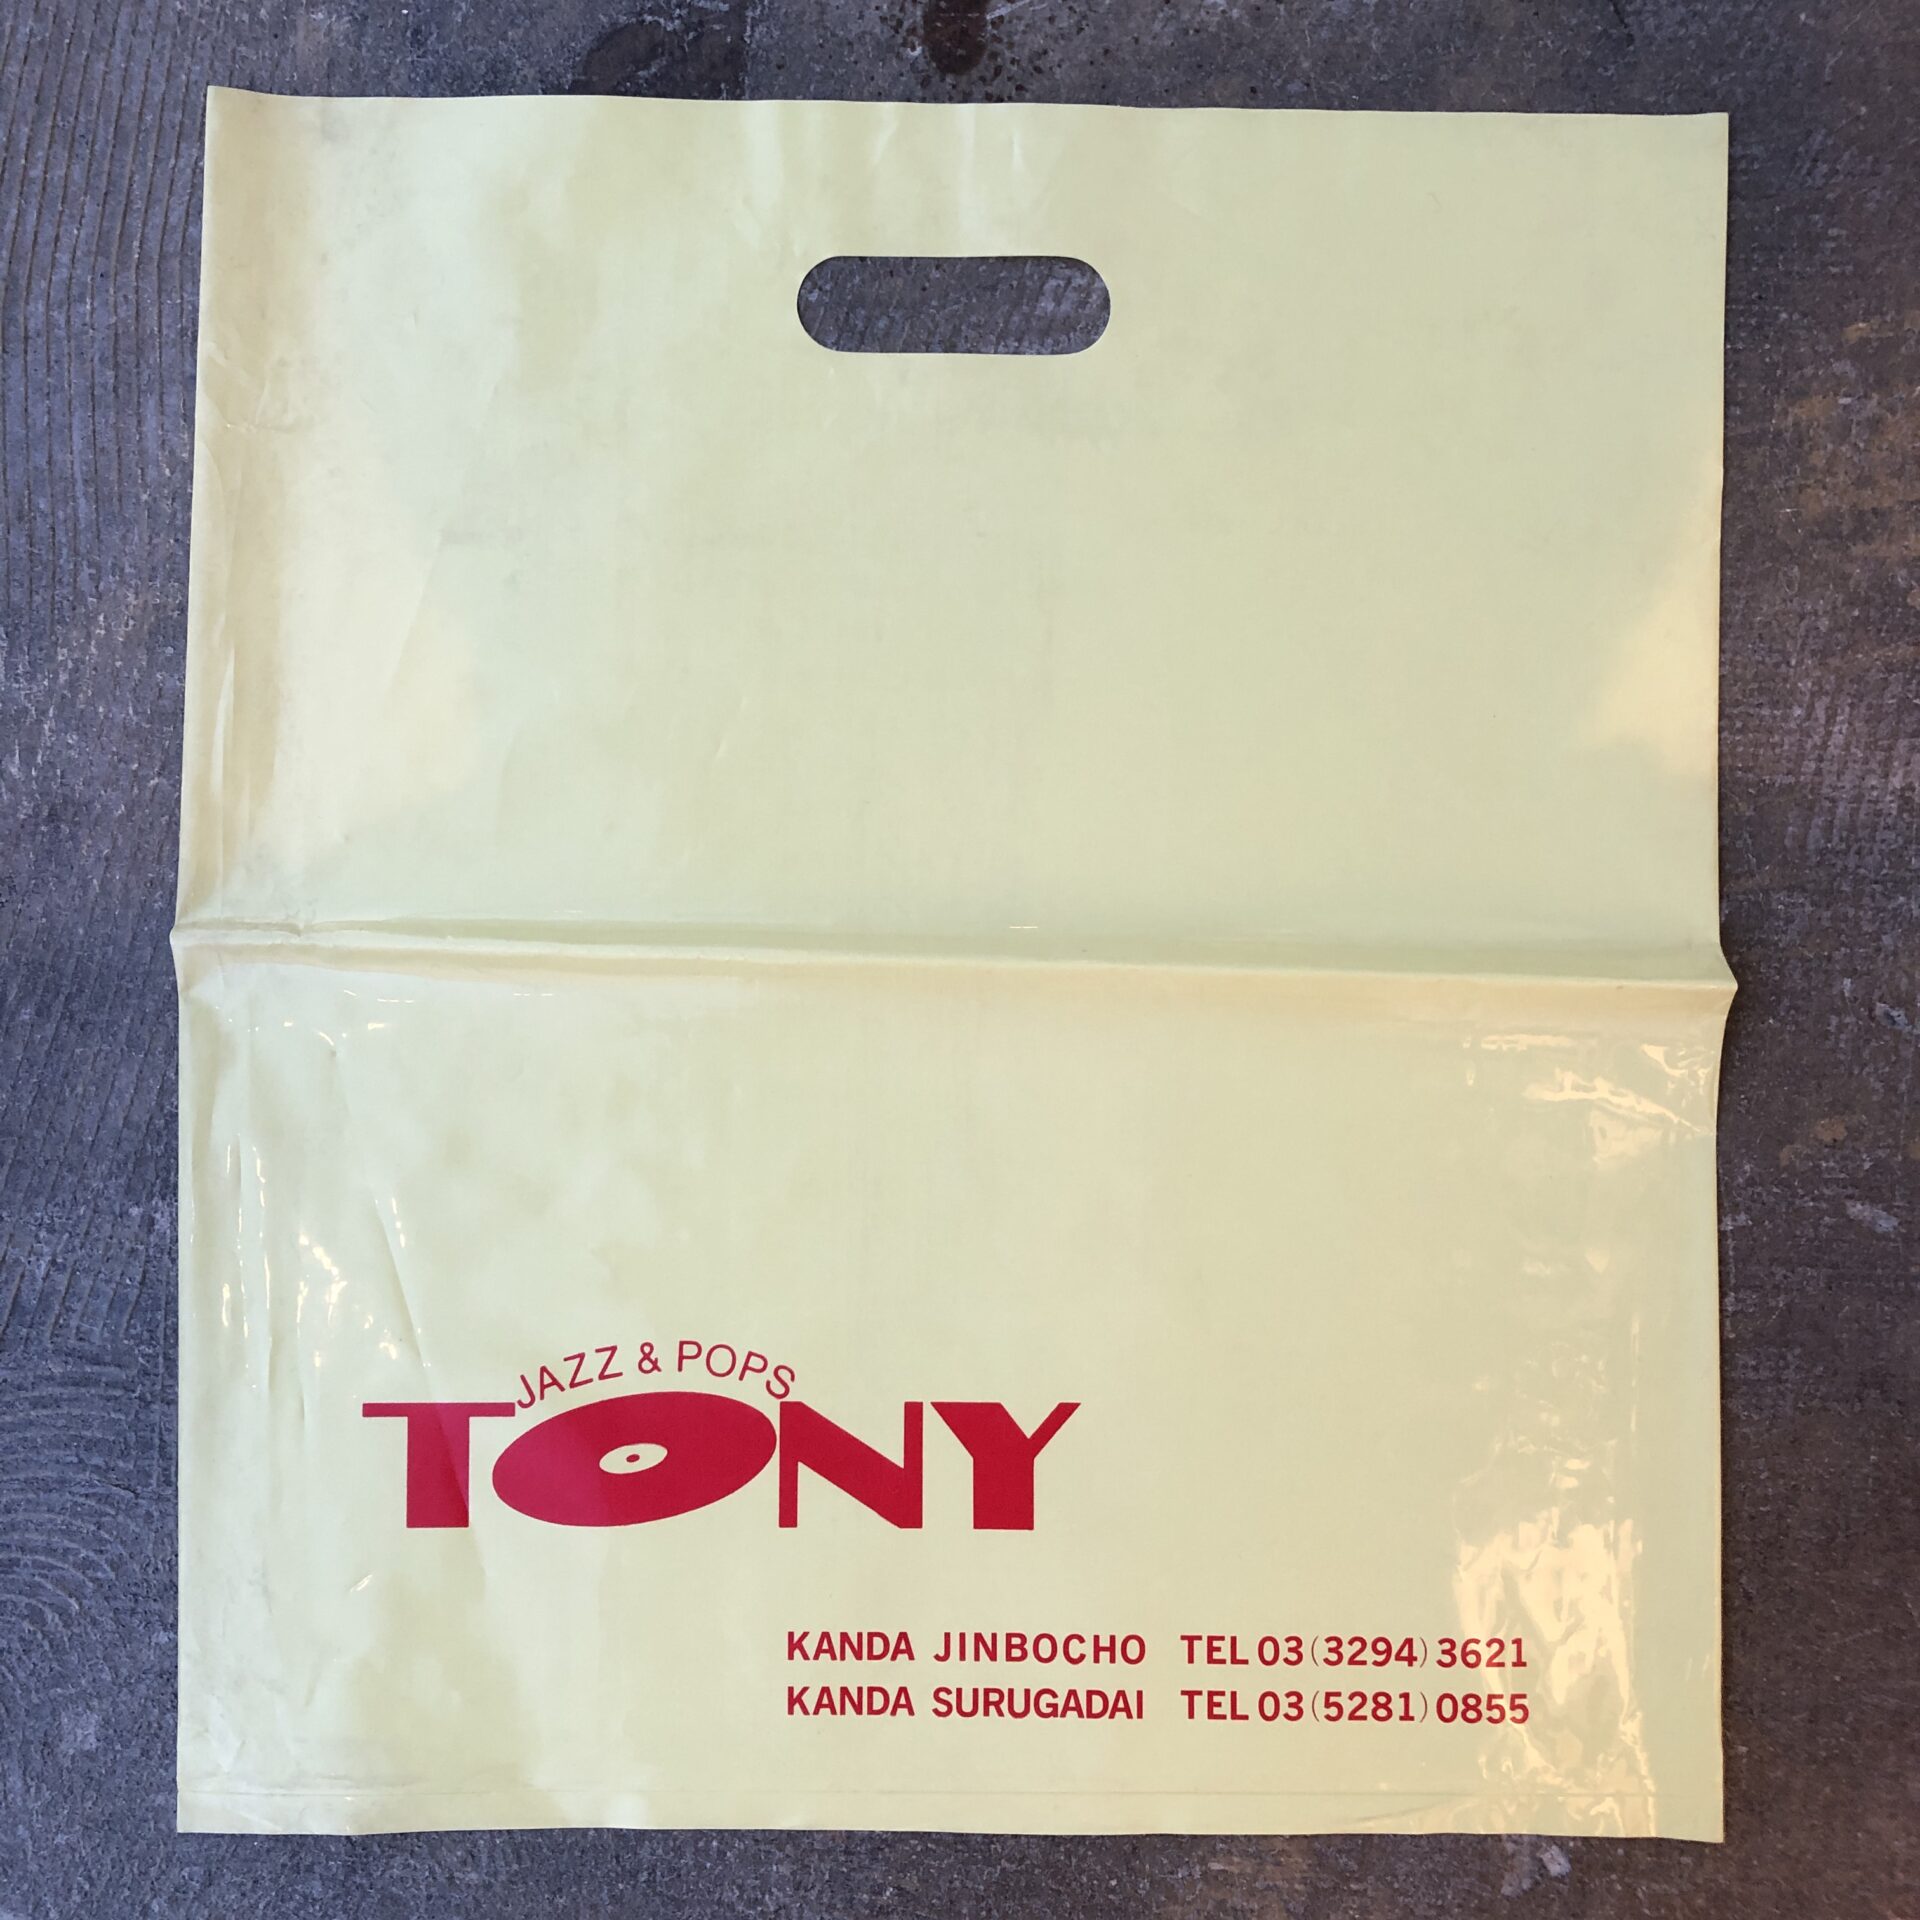 JAZZ & POPS
TONY
KANDA JINBOCHO TEL 03(3294)3621
KANDA SURUGADAI TEL 03(5281)0855